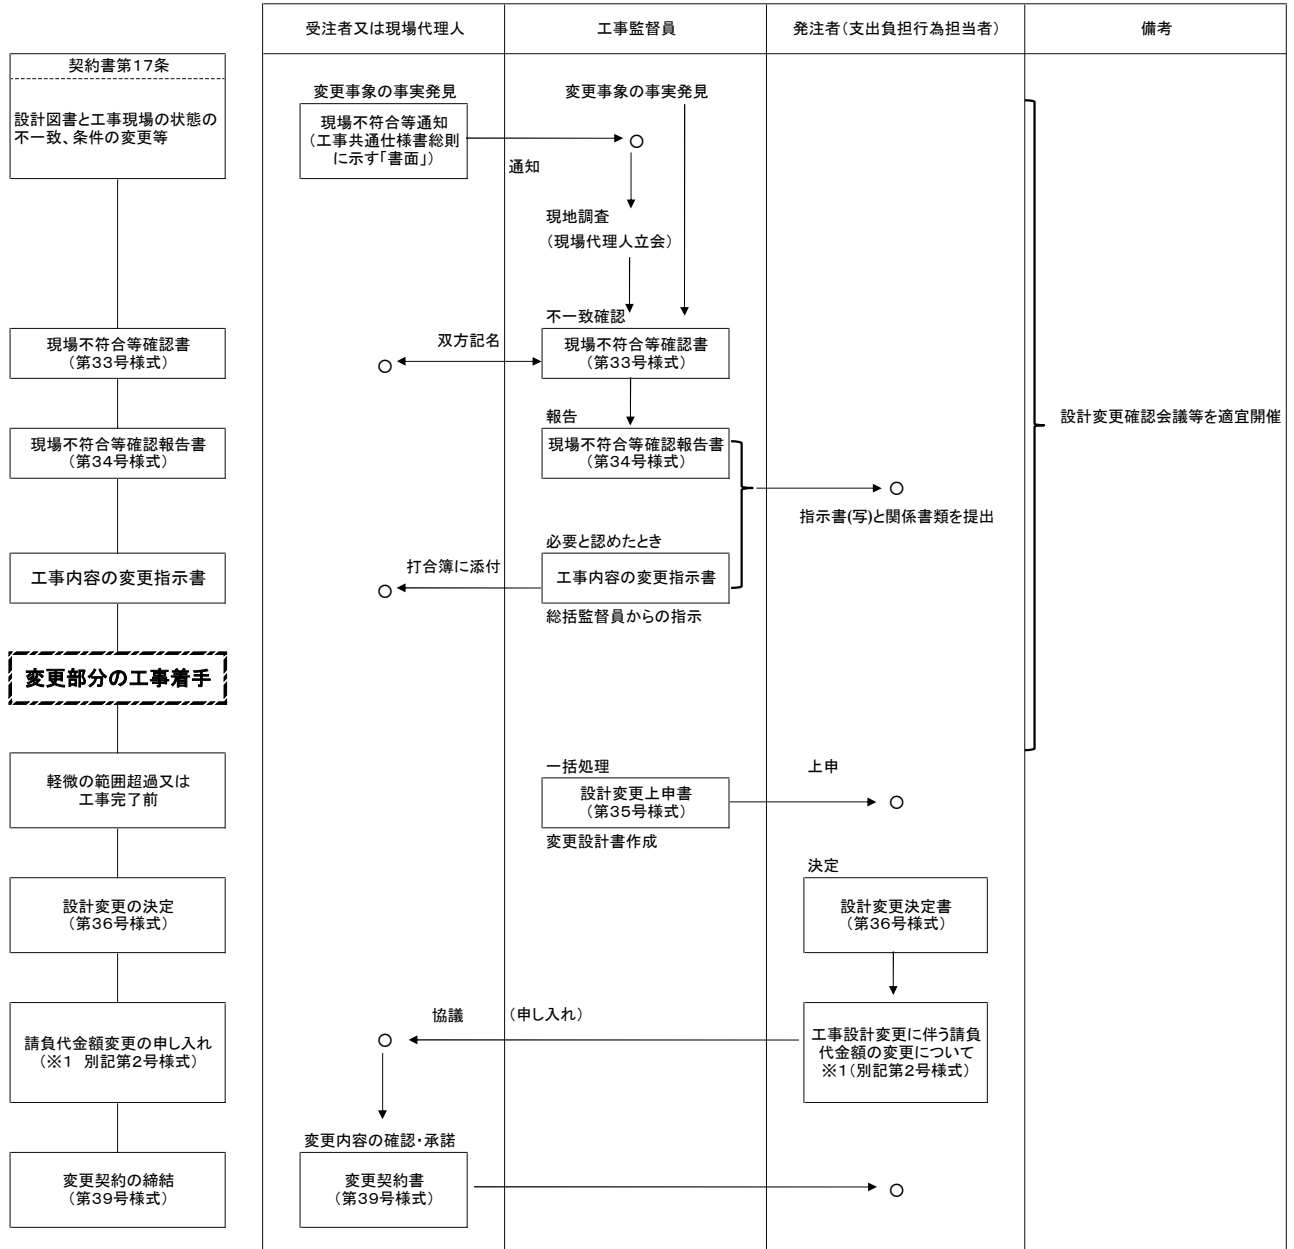 受注者又は現場代理人
工事監督員
発注者(支出負担行為担当者)
備考
契約書第17条
設計図書と工事現場の状態の
不一致、条件の変更等
変更事象の事実発見
変更事象の事実発見
現場不符合等通知
(工事共通仕様書総則
に示す「書面」)
通知
現地調査
(現場代理人立会)
不一致確認
現場不符合等確認書
(第33号様式)
双方記名
現場不符合等確認書
(第33号様式)
設計変更確認会議等を適宜開催
報告
現場不符合等確認報告書
(第34号様式)
現場不符合等確認報告書
(第34号様式)
指示書(写)と関係書類を提出
必要と認めたとき
工事内容の変更指示書
打合簿に添付
工事内容の変更指示書
総括監督員からの指示
変更部分の工事着手
軽微の範囲超過又は
工事完了前
一括処理
設計変更上申書
(第35号様式)
変更設計書作成
上申
決定
設計変更の決定
(第36号様式)
設計変更決定書
(第36号様式)
請負代金額変更の申し入れ
(※1 別記第2号様式)
協議
(申し入れ)
工事設計変更に伴う請負
代金額の変更について
※1(別記第2号様式)
変更内容の確認・承諾
変更契約の締結
(第39号様式)
変更契約書
(第39号様式)